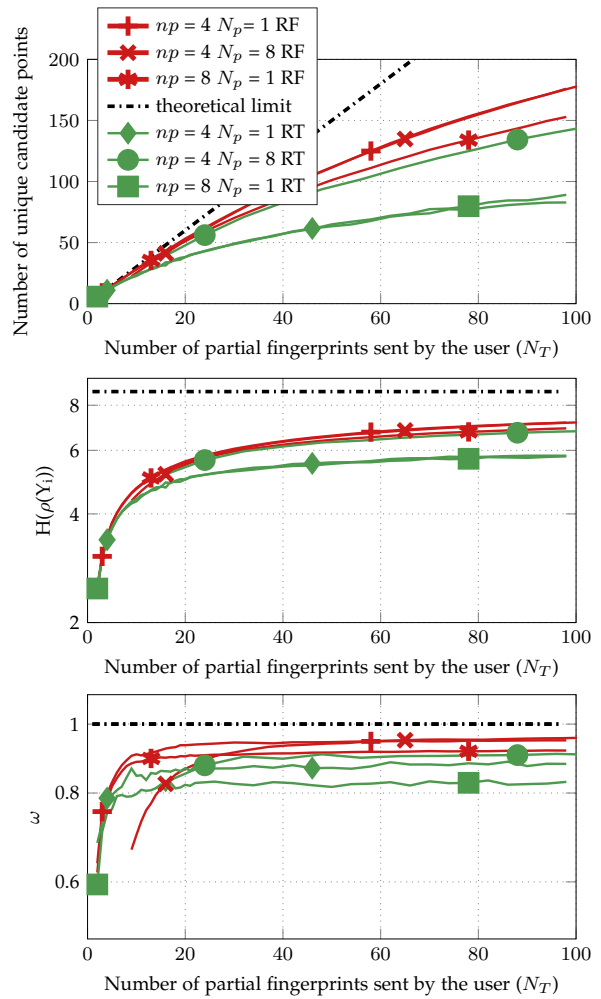 np = 4 Nₚ= 1 RF
np = 4 Nₚ = 8 RF
np = 8 Nₚ = 1 RF
theoretical limit
np = 4 Nₚ = 1 RT
np = 4 Nₚ = 8 RT
np = 8 Nₚ = 1 RT
Number of unique candidate points
200
150
100
50
0
0 20 40 60 80 100
Number of partial fingerprints sent by the user (N_T)
H(ρ(Yᵢ))
8
6
4
2
0 20 40 60 80 100
Number of partial fingerprints sent by the user (N_T)
ω
1
0.8
0.6
0 20 40 60 80 100
Number of partial fingerprints sent by the user (N_T)